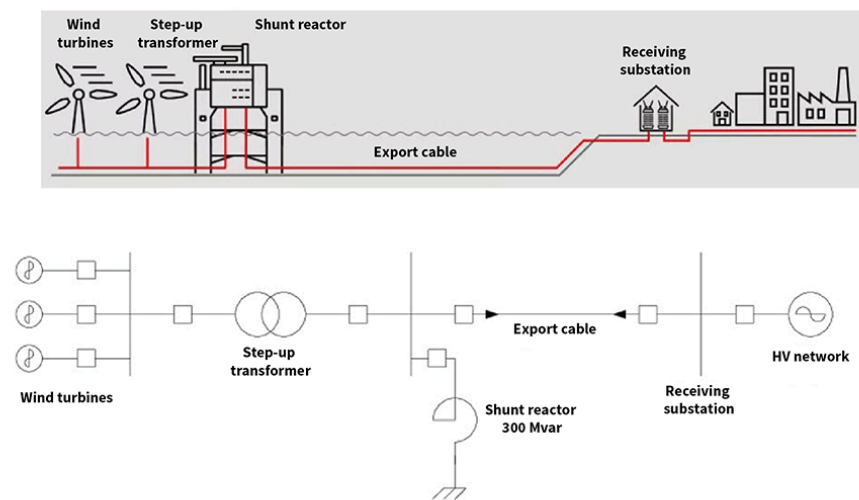 Wind
turbines
Step-up
transformer
Shunt reactor
Receiving
substation
Export cable
Export cable
Step-up
transformer
HV network
Wind turbines
Receiving
substation
Shunt reactor
300 Mvar